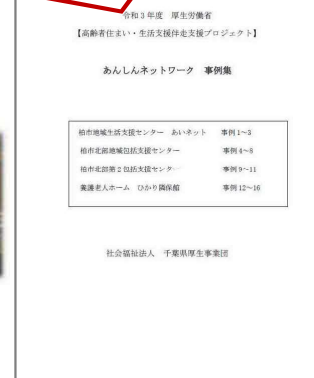 令和３年度　厚生労働省
【高齢者住まい・生活支援伴走支援プロジェクト】
あんしんネットワーク　事例集
柏市地域生活支援センター　あいネット　事例 1～3
柏市北部地域包括支援センター　事例 4～8
柏市北部第２包括支援センター　事例 9～11
養護老人ホーム　ひかり隣保館　事例 12～16
社会福祉法人　千葉県厚生事業団